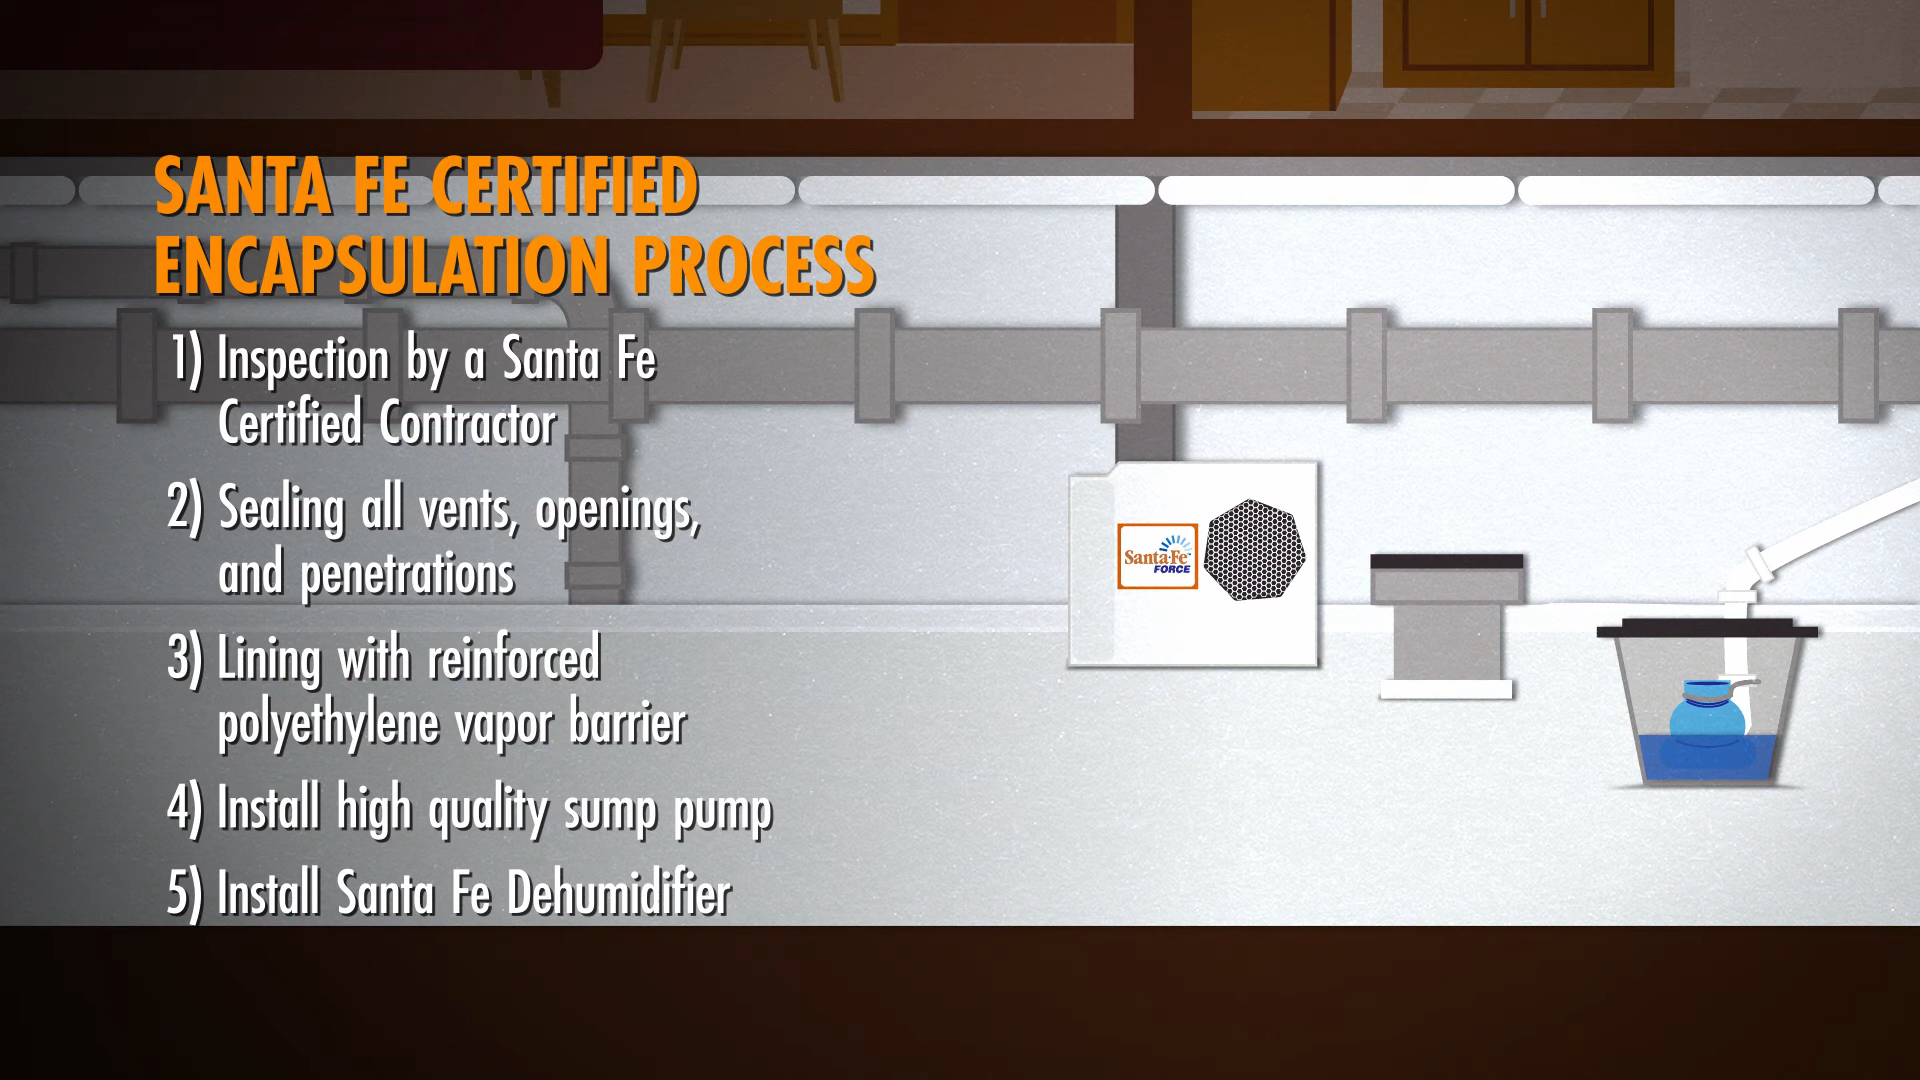 SANTA FE CERTIFIED
ENCAPSULATION PROCESS
1) Inspection by a Santa Fe
Certified Contractor
2) Sealing all vents, openings,
and penetrations
3) Lining with reinforced
polyethylene vapor barrier
4) Install high quality sump pump
5) Install Santa Fe Dehumidifier
Santa Fe™
FORCE